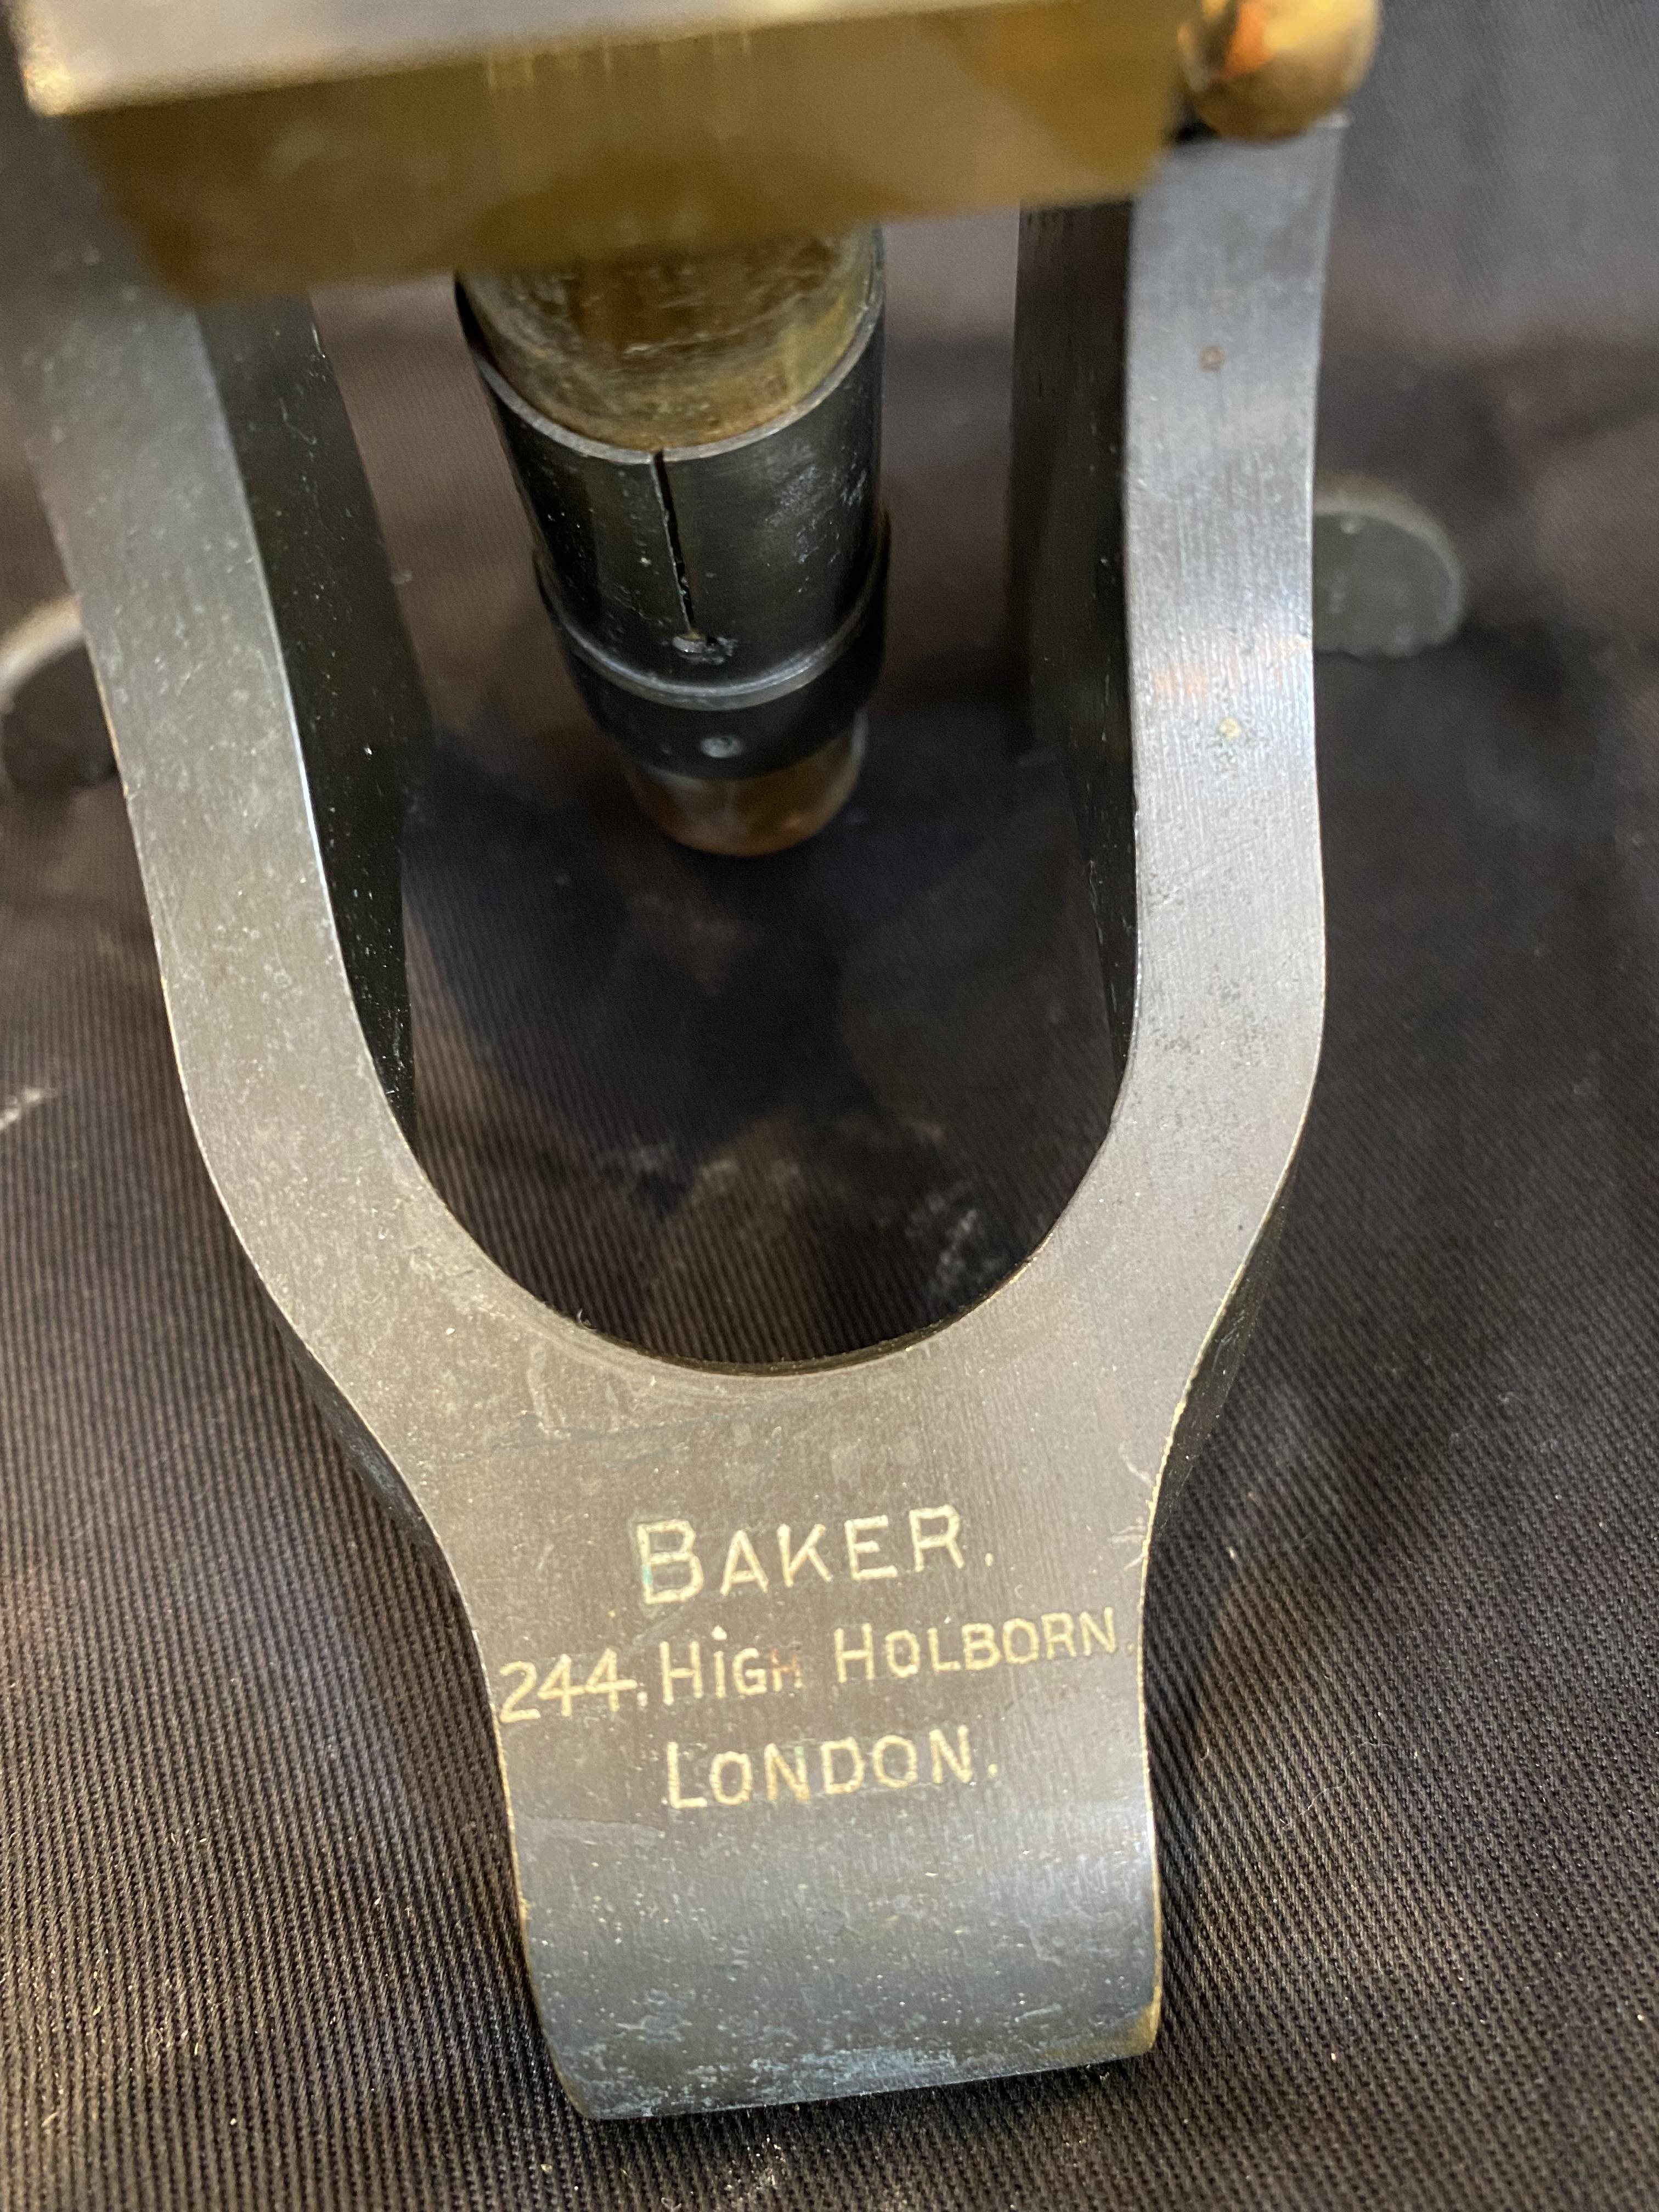 BAKER.
244. HiGH HOLBORN.
LONDON.